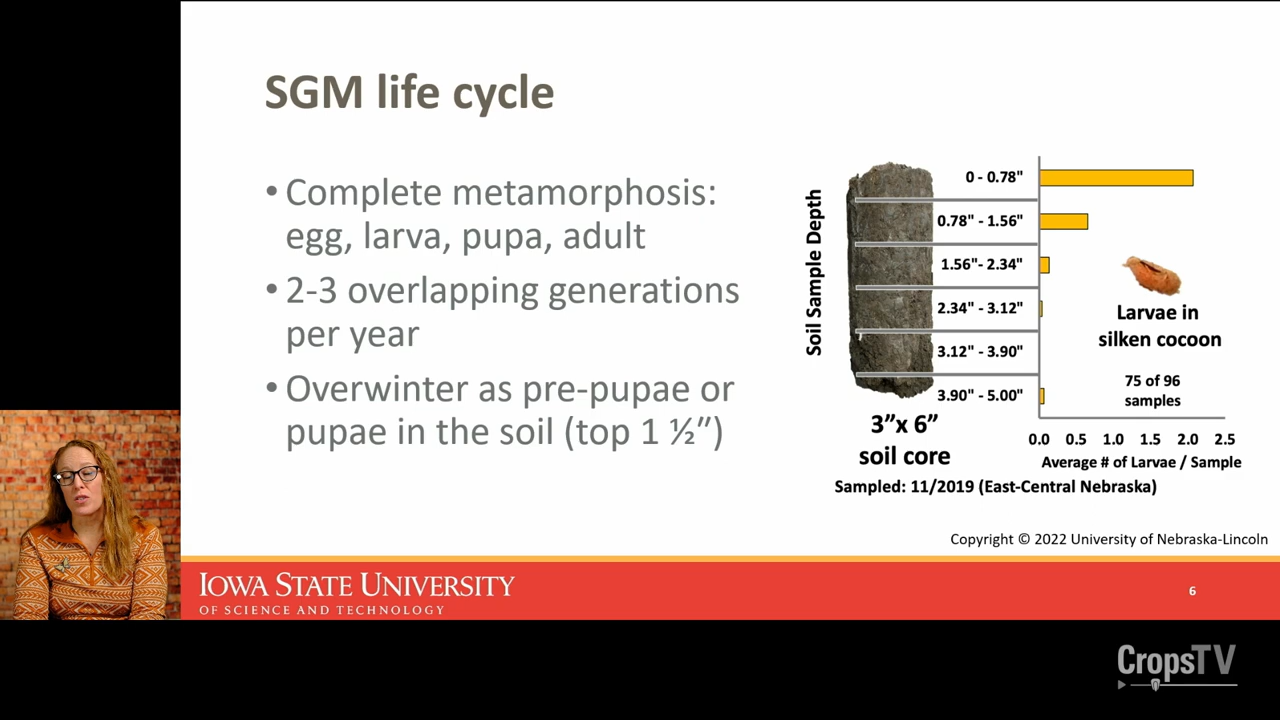 SGM life cycle
• Complete metamorphosis:
egg, larva, pupa, adult
• 2-3 overlapping generations
per year
• Overwinter as pre-pupae or
pupae in the soil (top 1 ½”)
Soil Sample Depth
0 - 0.78"
0.78" - 1.56"
1.56"- 2.34"
2.34" - 3.12"
3.12" - 3.90"
3.90" - 5.00"
Larvae in
silken cocoon
75 of 96
samples
0.0 0.5 1.0 1.5 2.0 2.5
Average # of Larvae / Sample
3”x 6”
soil core
Sampled: 11/2019 (East-Central Nebraska)
Copyright © 2022 University of Nebraska-Lincoln
IOWA STATE UNIVERSITY
OF SCIENCE AND TECHNOLOGY
6
CropsTV